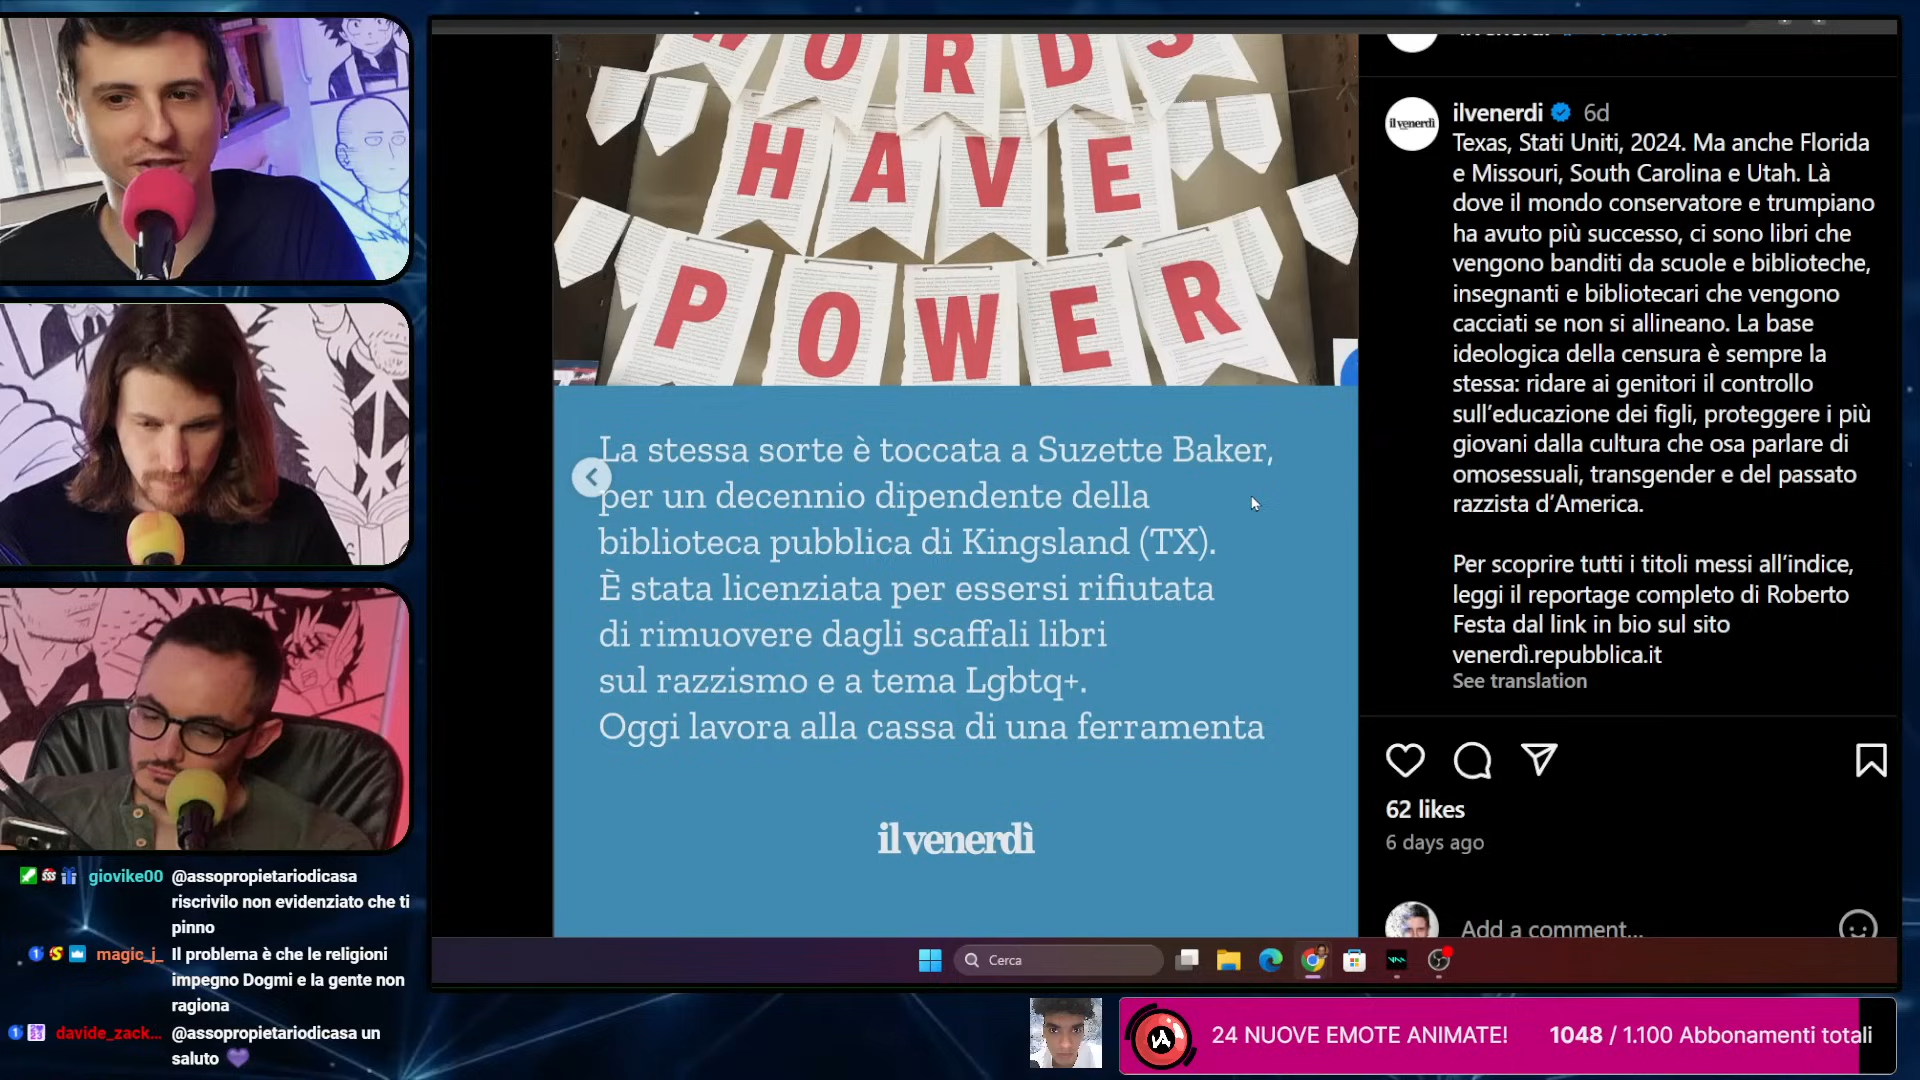 WORDS
HAVE
POWER
La stessa sorte è toccata a Suzette Baker,
per un decennio dipendente della
biblioteca pubblica di Kingsland (TX).
È stata licenziata per essersi rifiutata
di rimuovere dagli scaffali libri
sul razzismo e a tema Lgbtq+.
Oggi lavora alla cassa di una ferramenta
il venerdì
il venerdì
ilvenerdi 6d
Texas, Stati Uniti, 2024. Ma anche Florida
e Missouri, South Carolina e Utah. Là
dove il mondo conservatore e trumpiano
ha avuto più successo, ci sono libri che
vengono banditi da scuole e biblioteche,
insegnanti e bibliotecari che vengono
cacciati se non si allineano. La base
ideologica della censura è sempre la
stessa: ridare ai genitori il controllo
sull'educazione dei figli, proteggere i più
giovani dalla cultura che osa parlare di
omosessuali, transgender e del passato
razzista d'America.
Per scoprire tutti i titoli messi all'indice,
leggi il reportage completo di Roberto
Festa dal link in bio sul sito
venerdì.repubblica.it
See translation
62 likes
6 days ago
Add a comment...
Cerca
giovike00 @assopropietariodicasa
riscrivilo non evidenziato che ti
pinno
magic_j_ Il problema è che le religioni
impegno Dogmi e la gente non
ragiona
davide_zack... @assopropietariodicasa un
saluto
24 NUOVE EMOTE ANIMATE! 1048 / 1.100 Abbonamenti totali